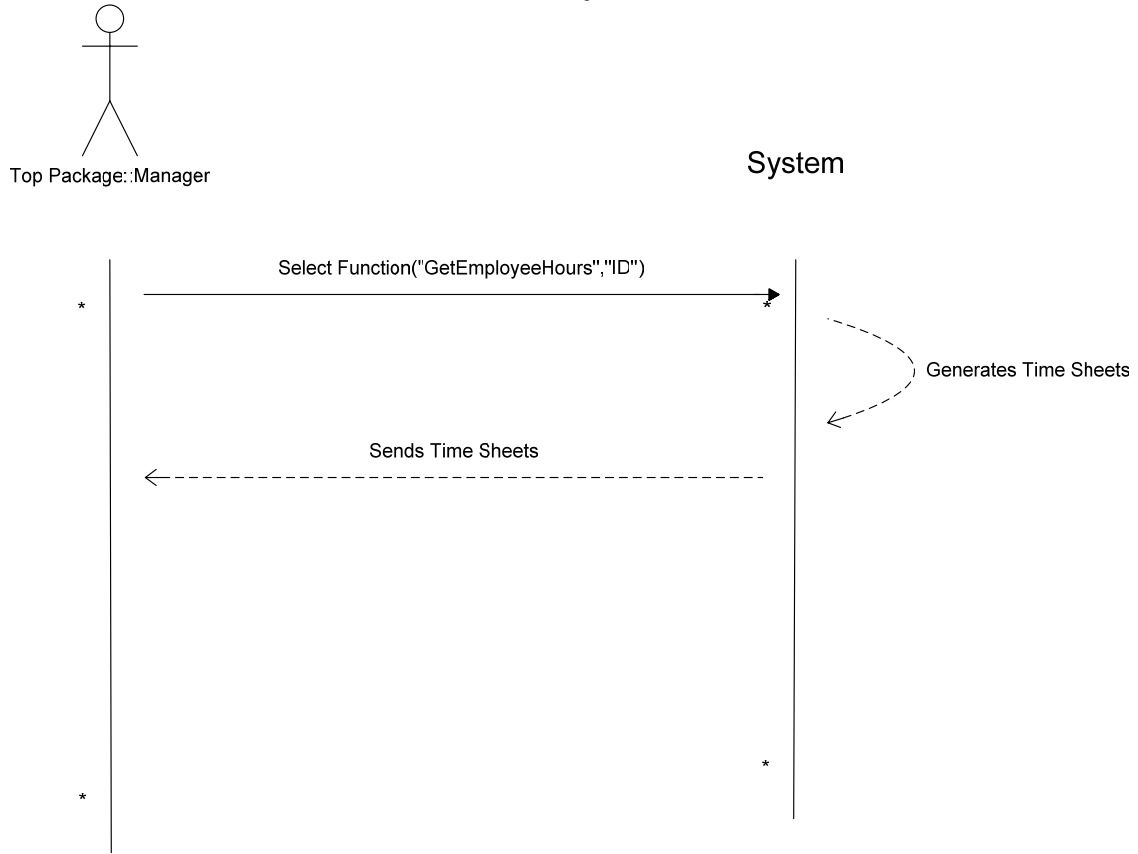 Top Package::Manager
System
Select Function("GetEmployeeHours","ID")
*
*
Generates Time Sheets
Sends Time Sheets
*
*